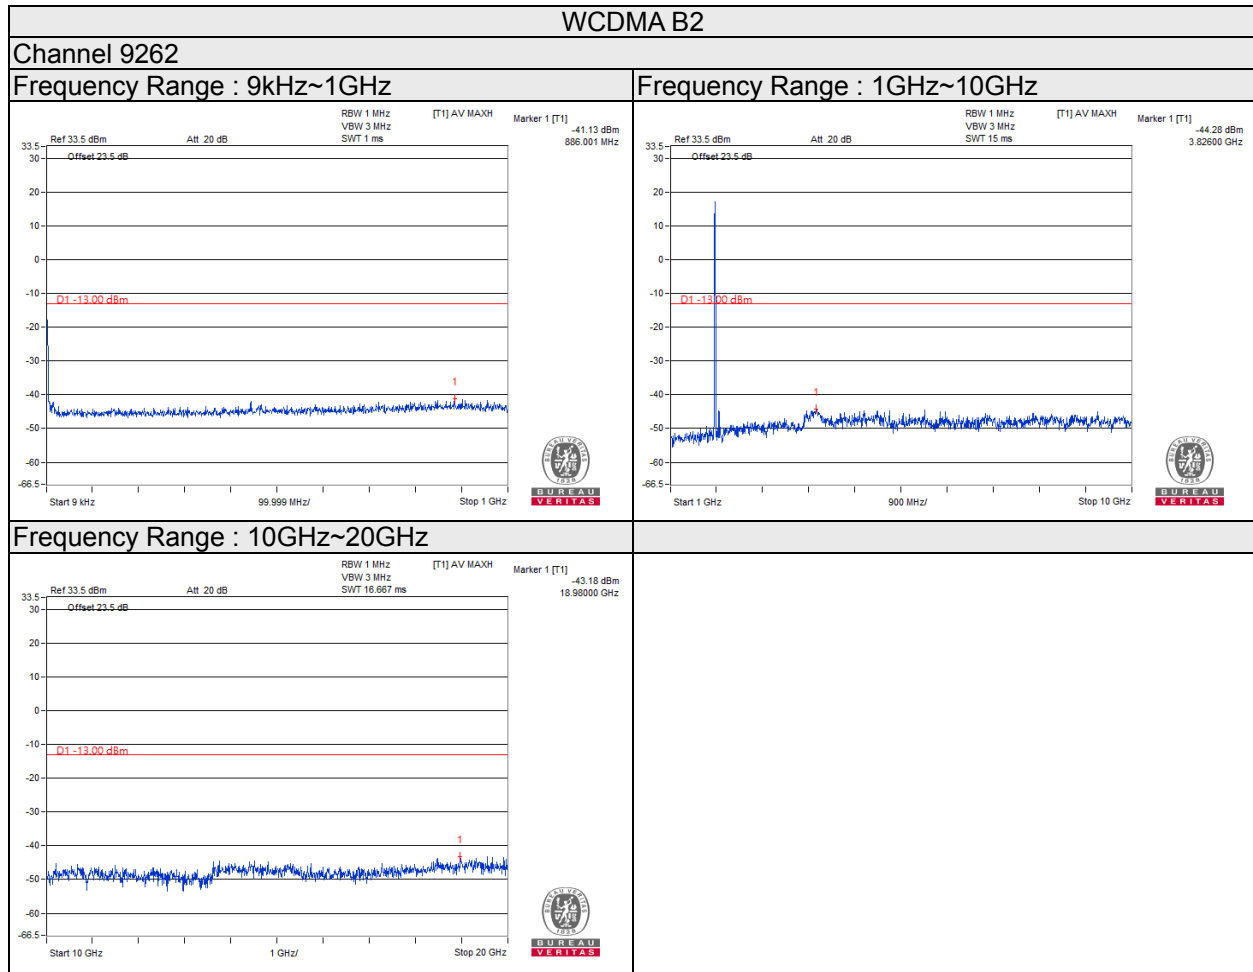 WCDMA B2
Channel 9262
Frequency Range : 9kHz~1GHz
RBW 1 MHz
VBW 3 MHz
SWT 1 ms
[T1] AV MAXH
Marker 1 [T1]
-41.13 dBm
886.001 MHz
Ref 33.5 dBm
Att 20 dB
Offset 23.5 dB
33.5
30
20
10
0
-10
D1 -13.00 dBm
-20
-30
-40
1
-50
-60
-66.5
Start 9 kHz
99.999 MHz/
Stop 1 GHz
BUREAU VERITAS
1828
BUREAU
VERITAS
Frequency Range : 1GHz~10GHz
RBW 1 MHz
VBW 3 MHz
SWT 15 ms
[T1] AV MAXH
Marker 1 [T1]
-44.28 dBm
3.82600 GHz
Ref 33.5 dBm
Att 20 dB
Offset 23.5 dB
33.5
30
20
10
0
-10
D1 -13.00 dBm
-20
-30
-40
1
-50
-60
-66.5
Start 1 GHz
900 MHz/
Stop 10 GHz
BUREAU VERITAS
1828
BUREAU
VERITAS
Frequency Range : 10GHz~20GHz
RBW 1 MHz
VBW 3 MHz
SWT 16.667 ms
[T1] AV MAXH
Marker 1 [T1]
-43.18 dBm
18.98000 GHz
Ref 33.5 dBm
Att 20 dB
Offset 23.5 dB
33.5
30
20
10
0
-10
D1 -13.00 dBm
-20
-30
-40
1
-50
-60
-66.5
Start 10 GHz
1 GHz/
Stop 20 GHz
BUREAU VERITAS
1828
BUREAU
VERITAS